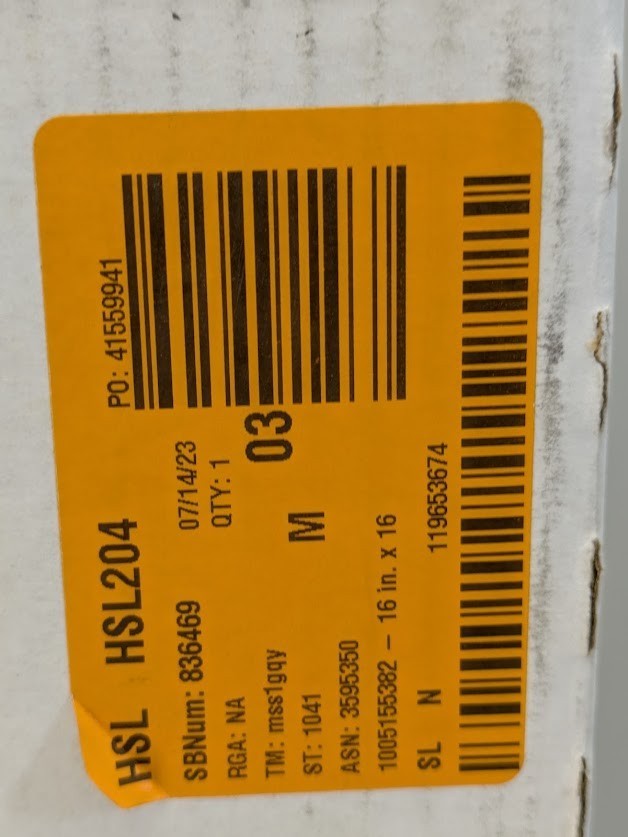 HSL HSL204
PO: 41559941
SBNum: 836469 07/14/23
RGA: NA QTY: 1
TM: mss1gqy 03
ST: 1041 M
ASN: 3595350
1005155382 – 16 in. x 16
SL N 119653674